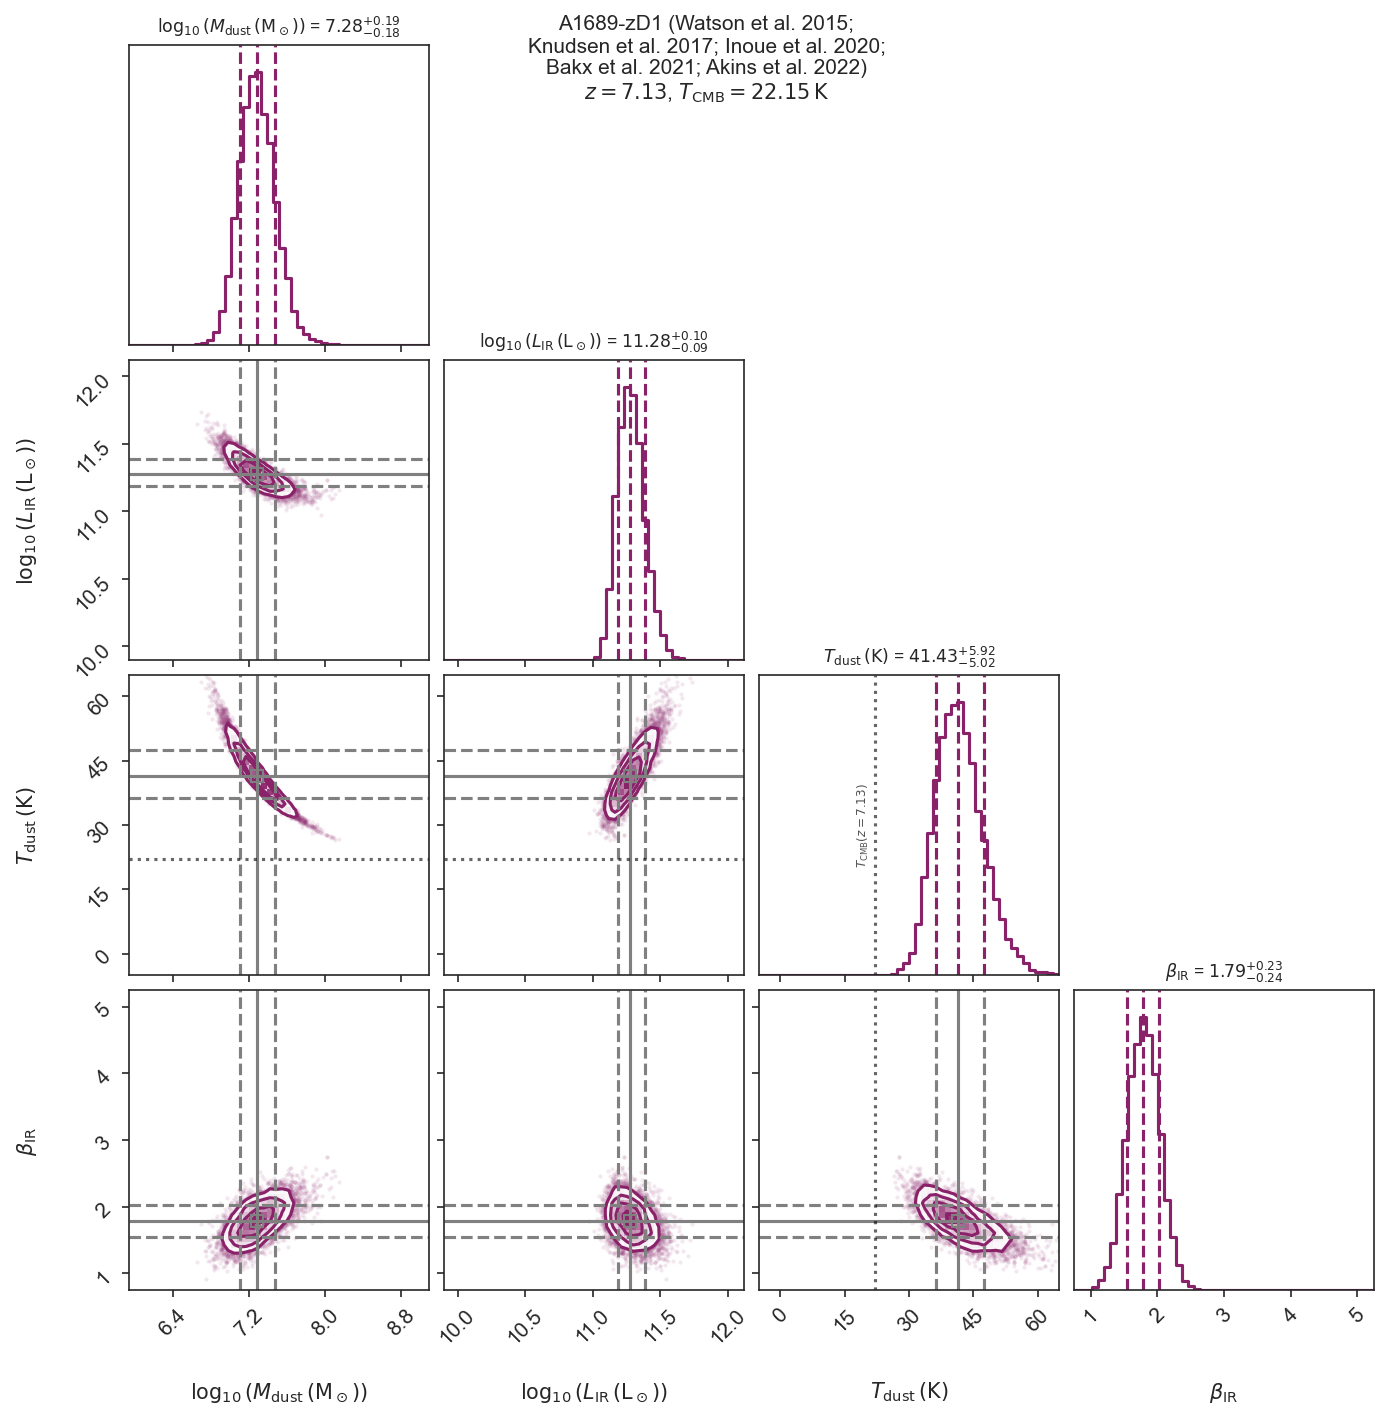 log₁₀ (M_dust (M_⊙)) = 7.28^{+0.19}_{−0.18}
A1689-zD1 (Watson et al. 2015;
Knudsen et al. 2017; Inoue et al. 2020;
Bakx et al. 2021; Akins et al. 2022)
z = 7.13, T_CMB = 22.15 K
log₁₀ (L_IR (L_⊙)) = 11.28^{+0.10}_{−0.09}
log₁₀ (L_IR (L_⊙))
12.0
11.5
11.0
10.5
10.0
T_dust (K) = 41.43^{+5.92}_{−5.02}
T_dust (K)
60
45
30
15
0
T_CMB(z = 7.13)
β_IR = 1.79^{+0.23}_{−0.24}
β_IR
5
4
3
2
1
6.4 7.2 8.0 8.8
10.0 10.5 11.0 11.5 12.0
0 15 30 45 60
1 2 3 4 5
log₁₀ (M_dust (M_⊙))
log₁₀ (L_IR (L_⊙))
T_dust (K)
β_IR